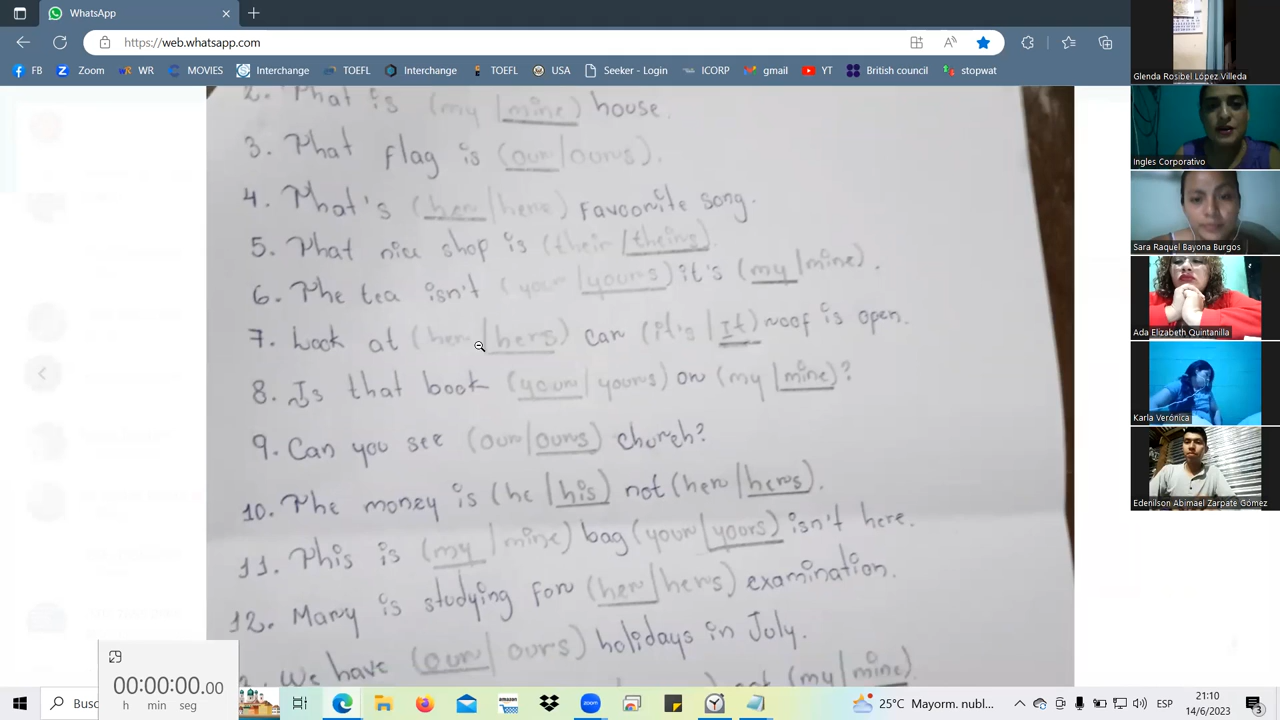 WhatsApp
https://web.whatsapp.com
FB Zoom WR MOVIES Interchange TOEFL Interchange TOEFL USA Seeker - Login ICORP gmail YT British council stopwat
2. That is (my / mine) house.
3. That flag is (our / ours).
4. That's (her / hers) favoorite song.
5. That nice shop is (their / theirs).
6. The tea isn't your / yours) it's (my / mine).
7. Look at (her / hers) car (it's / It) roof is open.
8. Is that book (your / yours) or (my / mine)?
9. Can you see (or / ours) church?
10. The money is (he / his) not (her / hers).
11. This is (my / mine) bag (your / yoors) isn't here.
12. Mary is studying for (her / hers) examination.
We have (our / ours) holidays in July.
(my / mine)
Glenda Rosibel López Villeda
Ingles Corporativo
Sara Raquel Bayona Burgos
Ada Elizabeth Quintanilla
Karla Verónica
Edenilson Abimael Zarpate Gómez
00:00:00.00
h min seg
Busc
25°C Mayorm. nubl...
ESP
21:10
14/6/2023
3